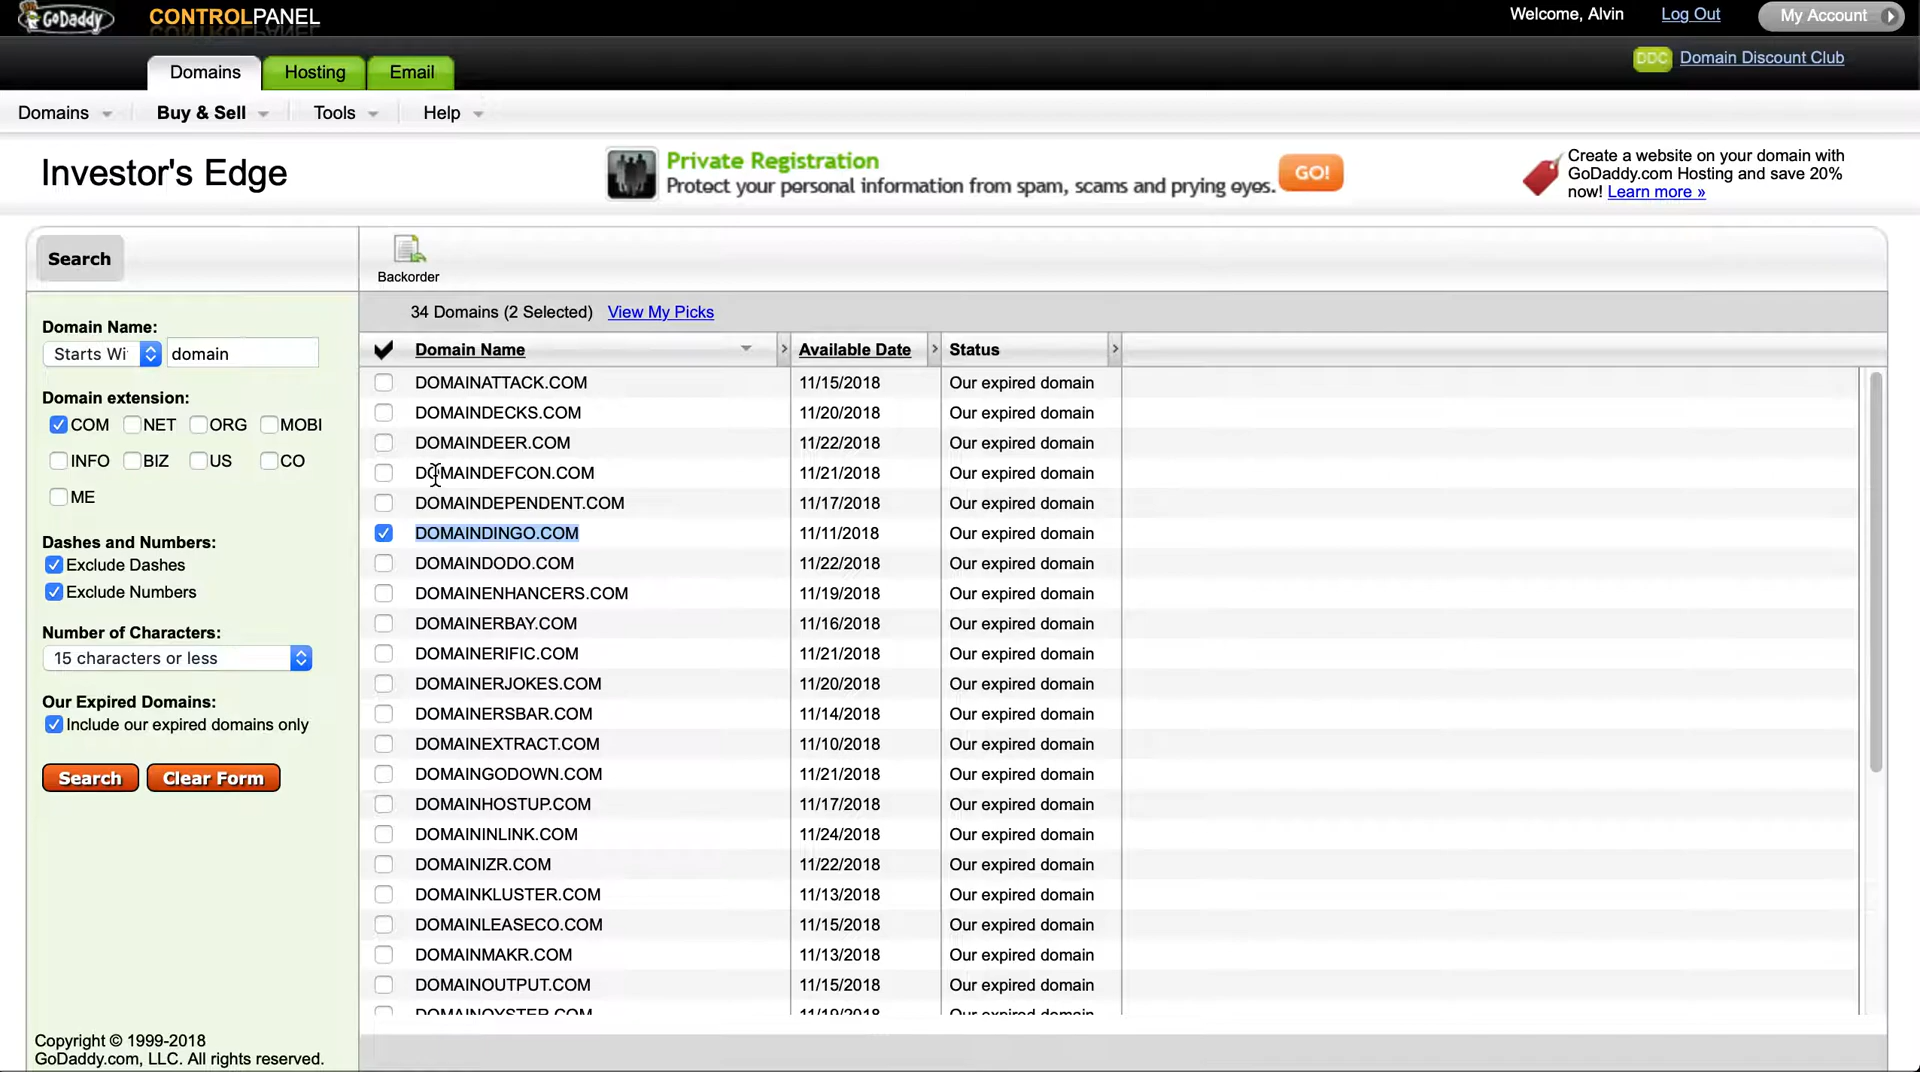 GoDaddy CONTROLPANEL
Welcome, Alvin Log Out My Account
Domains Hosting Email
DDC Domain Discount Club
Domains Buy & Sell Tools Help
Investor's Edge
Private Registration
Protect your personal information from spam, scams and prying eyes.
GO!
Create a website on your domain with
GoDaddy.com Hosting and save 20%
now! Learn more »
Search
Domain Name:
Starts Wi domain
Domain extension:
COM NET ORG MOBI
INFO BIZ US CO
ME
Dashes and Numbers:
Exclude Dashes
Exclude Numbers
Number of Characters:
15 characters or less
Our Expired Domains:
Include our expired domains only
Search Clear Form
Copyright © 1999-2018
GoDaddy.com, LLC. All rights reserved.
Backorder
34 Domains (2 Selected) View My Picks
Domain Name Available Date Status
DOMAINATTACK.COM 11/15/2018 Our expired domain
DOMAINDECKS.COM 11/20/2018 Our expired domain
DOMAINDEER.COM 11/22/2018 Our expired domain
DOMAINDEFCON.COM 11/21/2018 Our expired domain
DOMAINDEPENDENT.COM 11/17/2018 Our expired domain
DOMAINDINGO.COM 11/11/2018 Our expired domain
DOMAINDODO.COM 11/22/2018 Our expired domain
DOMAINENHANCERS.COM 11/19/2018 Our expired domain
DOMAINERBAY.COM 11/16/2018 Our expired domain
DOMAINERIFIC.COM 11/21/2018 Our expired domain
DOMAINERJOKES.COM 11/20/2018 Our expired domain
DOMAINERSBAR.COM 11/14/2018 Our expired domain
DOMAINEXTRACT.COM 11/10/2018 Our expired domain
DOMAINGODOWN.COM 11/21/2018 Our expired domain
DOMAINHOSTUP.COM 11/17/2018 Our expired domain
DOMAININLINK.COM 11/24/2018 Our expired domain
DOMAINIZR.COM 11/22/2018 Our expired domain
DOMAINKLUSTER.COM 11/13/2018 Our expired domain
DOMAINLEASECO.COM 11/15/2018 Our expired domain
DOMAINMAKR.COM 11/13/2018 Our expired domain
DOMAINOUTPUT.COM 11/15/2018 Our expired domain
DOMAINOYSTER.COM 11/19/2018 Our expired domain